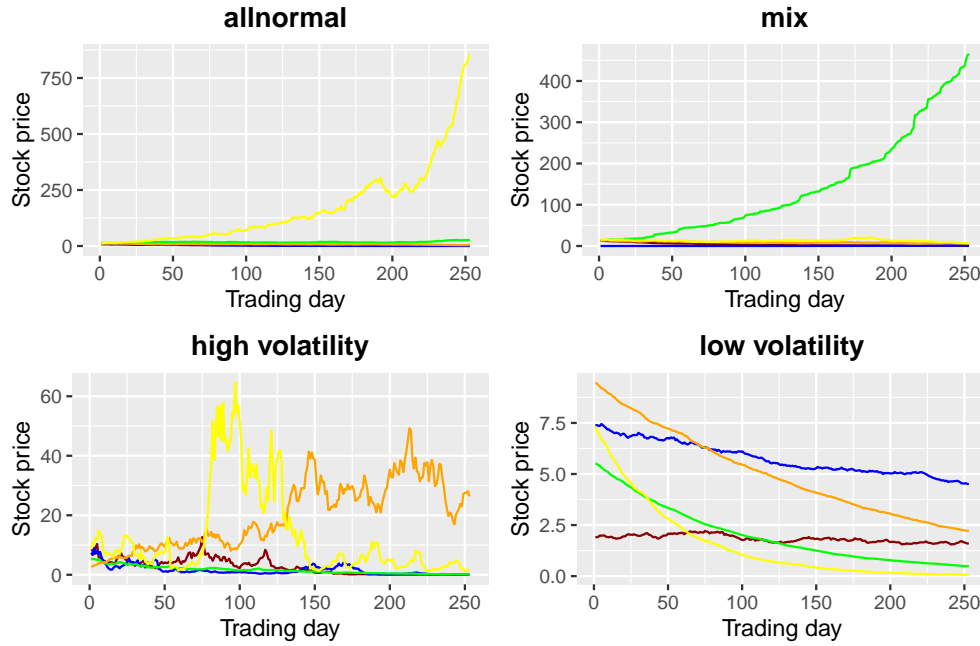 allnormal
Stock price
750
500
250
0
0 50 100 150 200 250
Trading day
mix
Stock price
400
300
200
100
0
0 50 100 150 200 250
Trading day
high volatility
Stock price
60
40
20
0
0 50 100 150 200 250
Trading day
low volatility
Stock price
7.5
5.0
2.5
0.0
0 50 100 150 200 250
Trading day